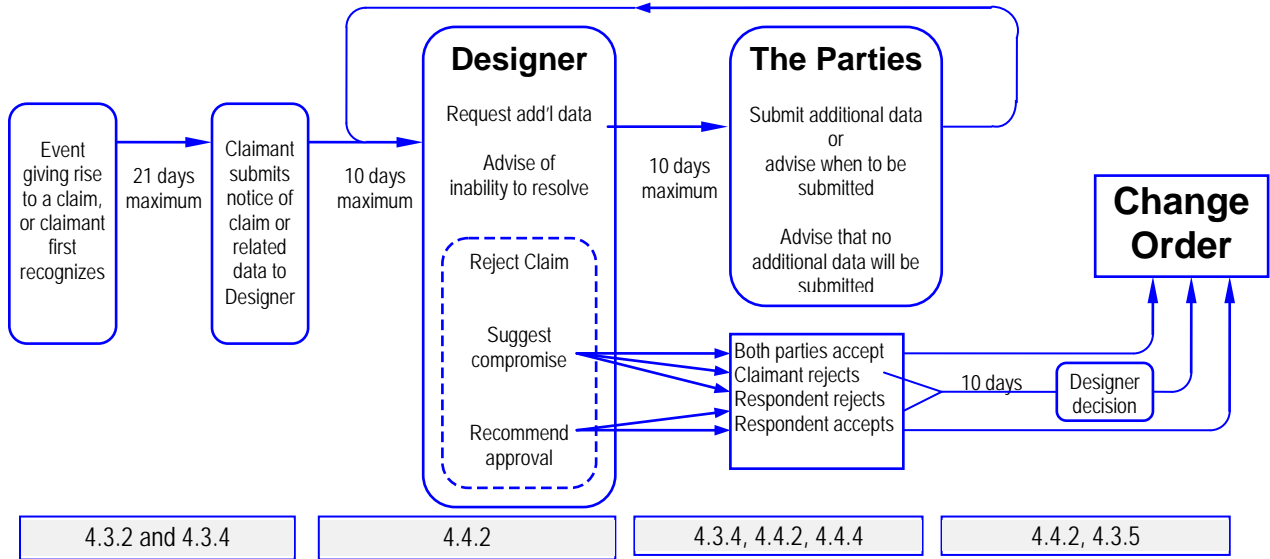 Event
giving rise
to a claim,
or claimant
first
recognizes
21 days
maximum
Claimant
submits
notice of
claim or
related
data to
Designer
10 days
maximum
Designer
Request add'l data
Advise of
inability to resolve
Reject Claim
Suggest
compromise
Recommend
approval
10 days
maximum
The Parties
Submit additional data
or
advise when to be
submitted
Advise that no
additional data will be
submitted
Both parties accept
Claimant rejects
Respondent rejects
Respondent accepts
10 days
Designer
decision
Change
Order
4.3.2 and 4.3.4
4.4.2
4.3.4, 4.4.2, 4.4.4
4.4.2, 4.3.5